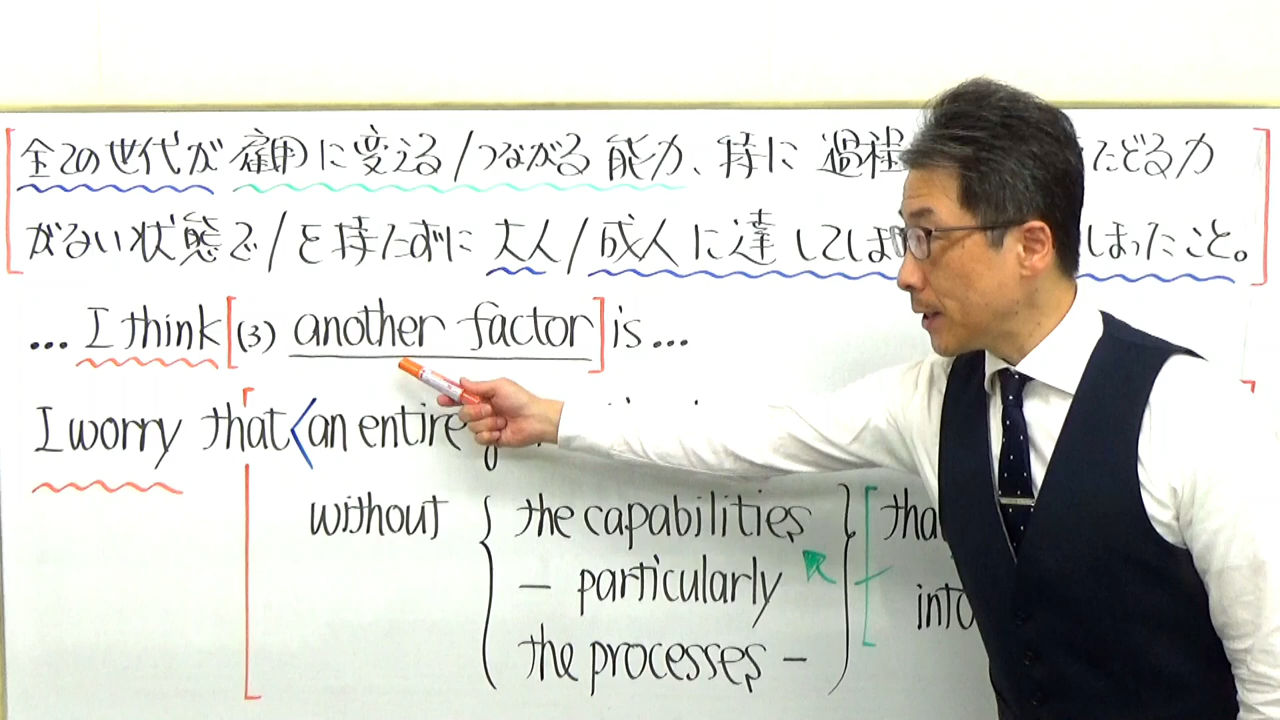 全ての世代が雇用に変える/つながる能力、特に過程たどる力
がない状態で/を持たずに大人/成人に達してしましまったこと。
... I think [(3) another factor] is ...
I worry that <an entire
without { the capabilities } [ tha
— particularly into
the processes —